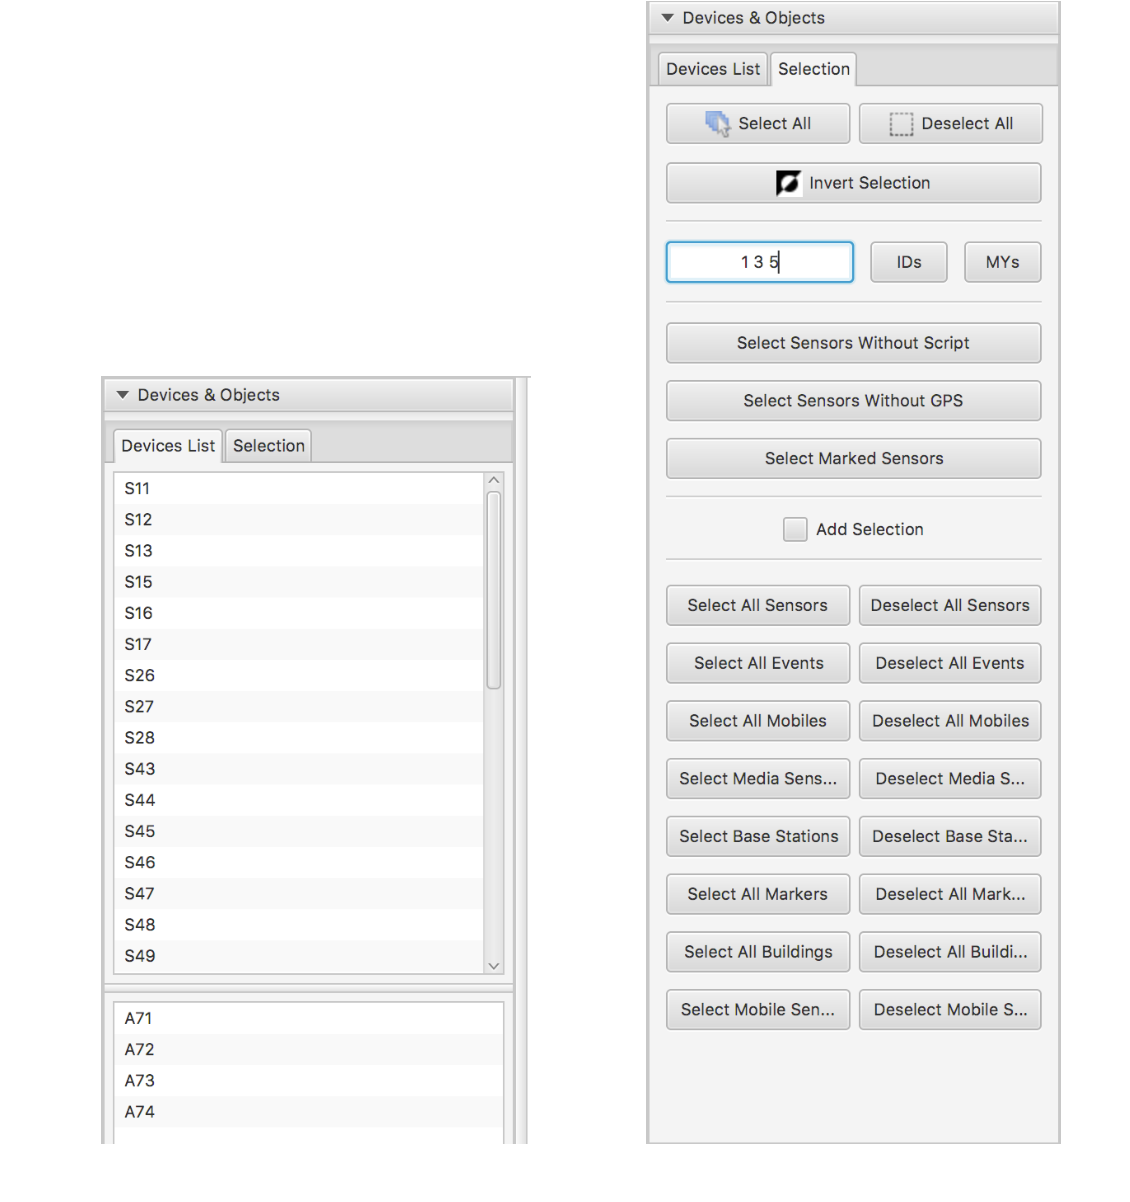 Devices & Objects
Devices List Selection
S11
S12
S13
S15
S16
S17
S26
S27
S28
S43
S44
S45
S46
S47
S48
S49
A71
A72
A73
A74
Devices & Objects
Devices List Selection
Select All Deselect All
Invert Selection
1 3 5 IDs MYs
Select Sensors Without Script
Select Sensors Without GPS
Select Marked Sensors
Add Selection
Select All Sensors Deselect All Sensors
Select All Events Deselect All Events
Select All Mobiles Deselect All Mobiles
Select Media Sens... Deselect Media S...
Select Base Stations Deselect Base Sta...
Select All Markers Deselect All Mark...
Select All Buildings Deselect All Buildi...
Select Mobile Sen... Deselect Mobile S...